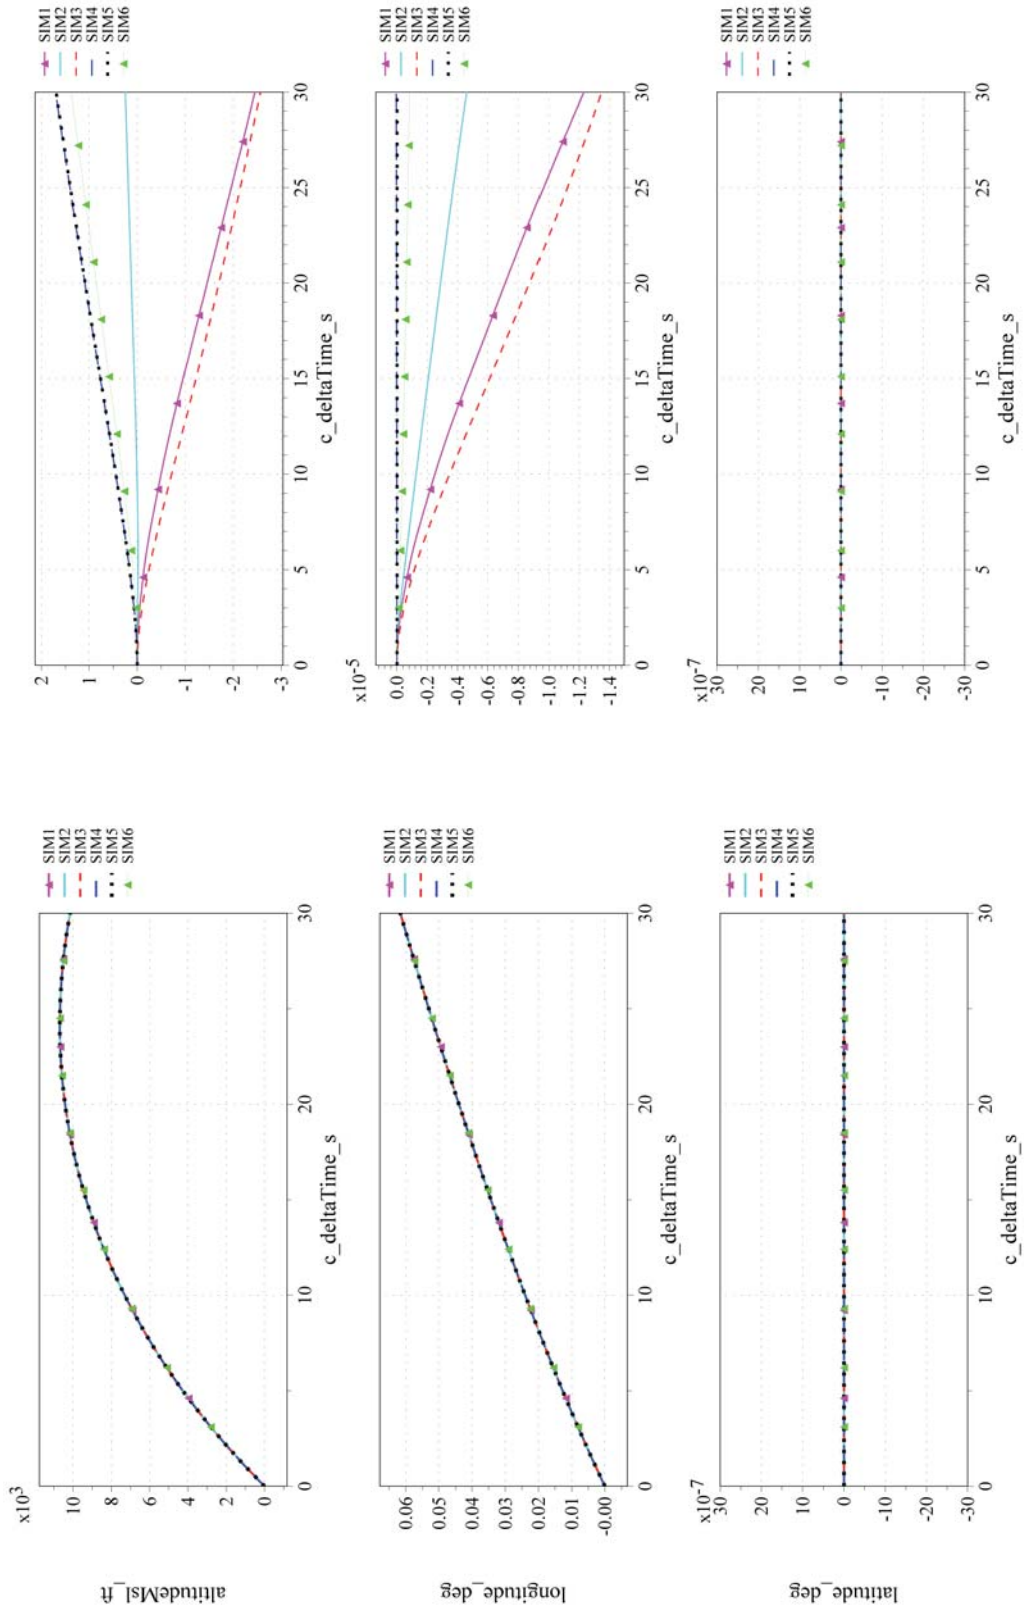 altitudeMsl_ft
x10³
10
8
6
4
2
0
0
10
20
30
c_deltaTime_s
SIM1
SIM2
SIM3
SIM4
SIM5
SIM6
2
1
0
-1
-2
-3
0
5
10
15
20
25
30
c_deltaTime_s
SIM1
SIM2
SIM3
SIM4
SIM5
SIM6
longitude_deg
0.06
0.05
0.04
0.03
0.02
0.01
-0.00
0
10
20
30
c_deltaTime_s
SIM1
SIM2
SIM3
SIM4
SIM5
SIM6
x10⁻⁵
0.0
-0.2
-0.4
-0.6
-0.8
-1.0
-1.2
-1.4
0
5
10
15
20
25
30
c_deltaTime_s
SIM1
SIM2
SIM3
SIM4
SIM5
SIM6
latitude_deg
x10⁻⁷
30
20
10
0
-10
-20
-30
0
10
20
30
c_deltaTime_s
SIM1
SIM2
SIM3
SIM4
SIM5
SIM6
x10⁻⁷
30
20
10
0
-10
-20
-30
0
5
10
15
20
25
30
c_deltaTime_s
SIM1
SIM2
SIM3
SIM4
SIM5
SIM6